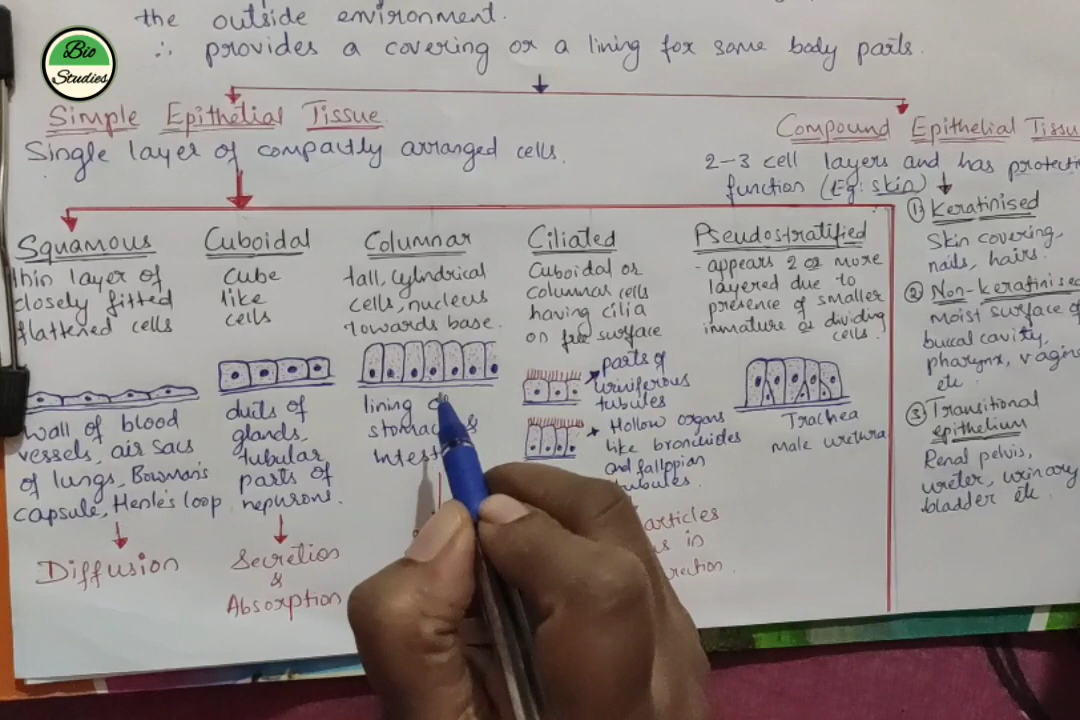 the outside environment.
∴ provides a covering or a lining for some body parts.
Bio
Studies
Simple Epithelial Tissue
Single layer of compactly arranged cells.
Compound Epithelial Tissu
2-3 cell layers and has protecti
function (Eg: skin)
Squamous
thin layer of
closely fitted
flattened cells
wall of blood
vessels, air sacs
of lungs, Bowman's
capsule, Henle's loop
Diffusion
Cuboidal
Cube
like
cells
ducts of
glands,
tubular
parts of
nephrons.
Secretion
&
Absorption
Columnar
tall, cylindrical
cells, nucleus
towards base.
lining
stomac &
Intest
Ciliated
Cuboidal or
columnar cells
having cilia
on free surface
parts of
uriniferous
tubules
Hollow organs
like bronchioles
and fallopian
tubules.
articles
in
rection.
Pseudostratified
- appears 2 or more
layered due to
presence of smaller
immature or dividing
cells.
Trachea
male urethra
① Keratinised
Skin covering,
nails, hairs.
② Non-keratinised
moist surface of
buccal cavity,
pharynx, vagin
etc
③ Transitional
epithelium
Renal pelvis,
ureter, urinary
bladder etc.